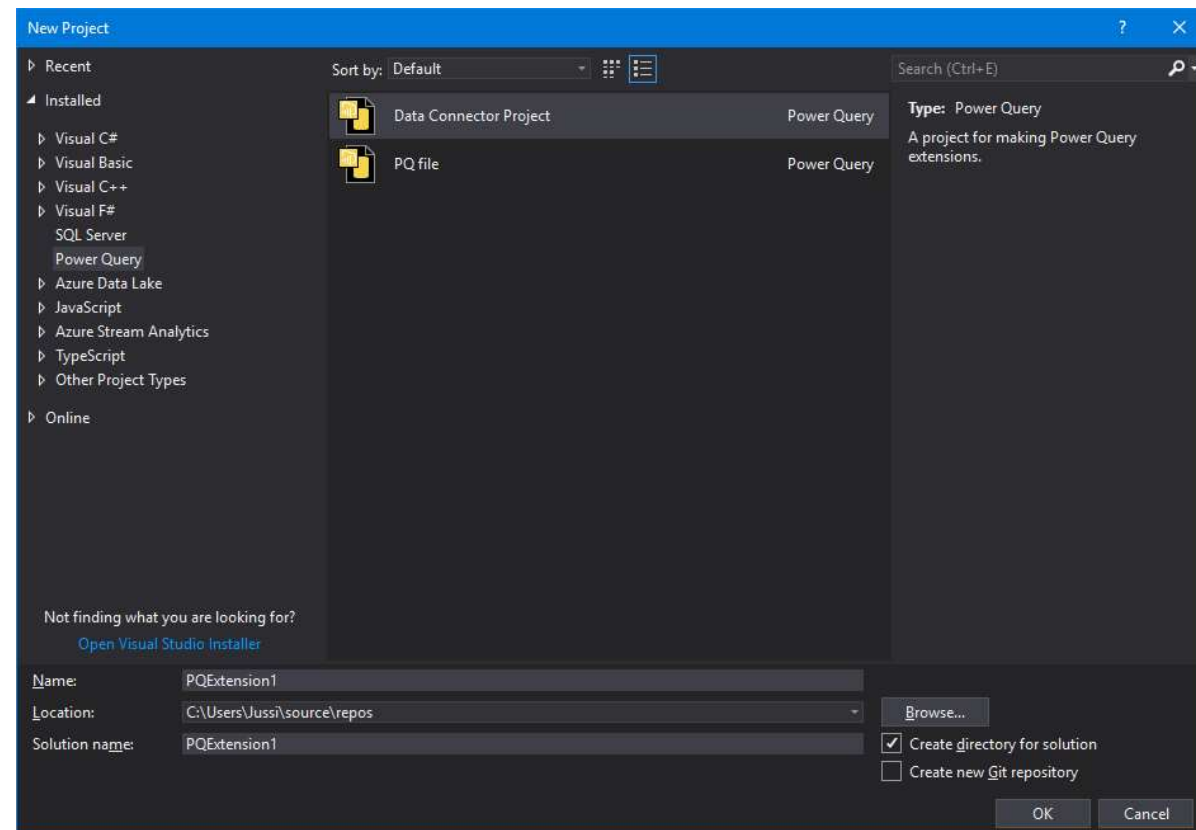 New Project
Recent
Installed
Visual C#
Visual Basic
Visual C++
Visual F#
SQL Server
Power Query
Azure Data Lake
JavaScript
Azure Stream Analytics
TypeScript
Other Project Types
Online
Not finding what you are looking for?
Open Visual Studio Installer
Sort by: Default
Data Connector Project Power Query
PQ file Power Query
Search (Ctrl+E)
Type: Power Query
A project for making Power Query
extensions.
Name: PQExtension1
Location: C:\Users\Jussi\source\repos
Browse...
Solution name: PQExtension1
Create directory for solution
Create new Git repository
OK Cancel